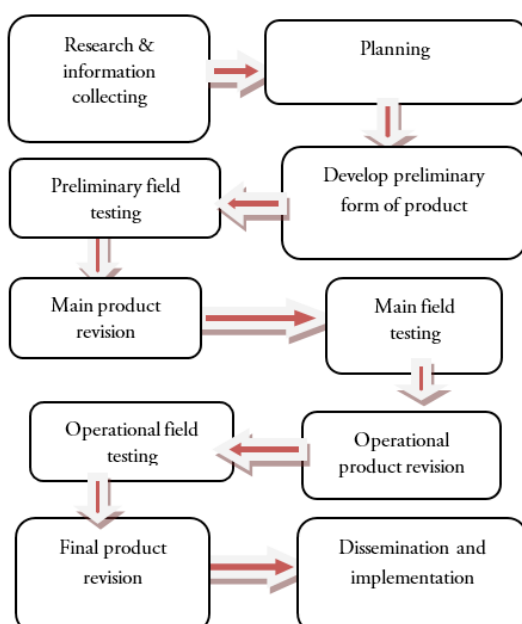 Research &
information
collecting
Planning
Develop preliminary
form of product
Preliminary field
testing
Main product
revision
Main field
testing
Operational
product revision
Operational field
testing
Final product
revision
Dissemination and
implementation